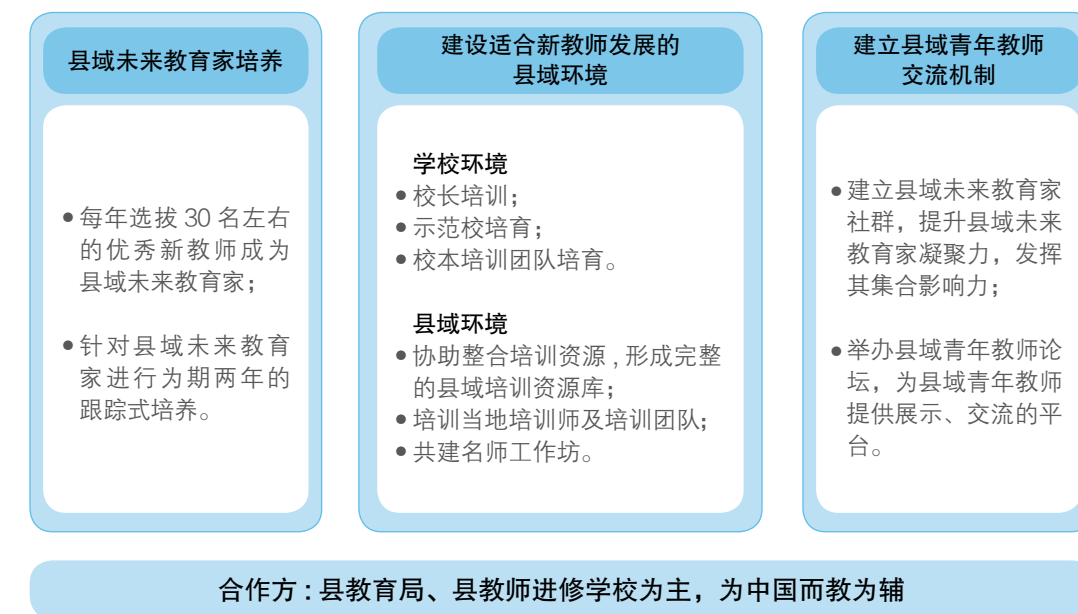 县域未来教育家培养
• 每年选拔 30 名左右
的优秀新教师成为
县域未来教育家；
• 针对县域未来教育
家进行为期两年的
跟踪式培养。
建设适合新教师发展的
县域环境
学校环境
• 校长培训；
• 示范校培育；
• 校本培训团队培育。
县域环境
• 协助整合培训资源 , 形成完整
的县域培训资源库；
• 培训当地培训师及培训团队；
• 共建名师工作坊。
建立县域青年教师
交流机制
• 建立县域未来教育家
社群，提升县域未来
教育家凝聚力，发挥
其集合影响力；
• 举办县域青年教师论
坛，为县域青年教师
提供展示、交流的平
台。
合作方 : 县教育局、县教师进修学校为主，为中国而教为辅